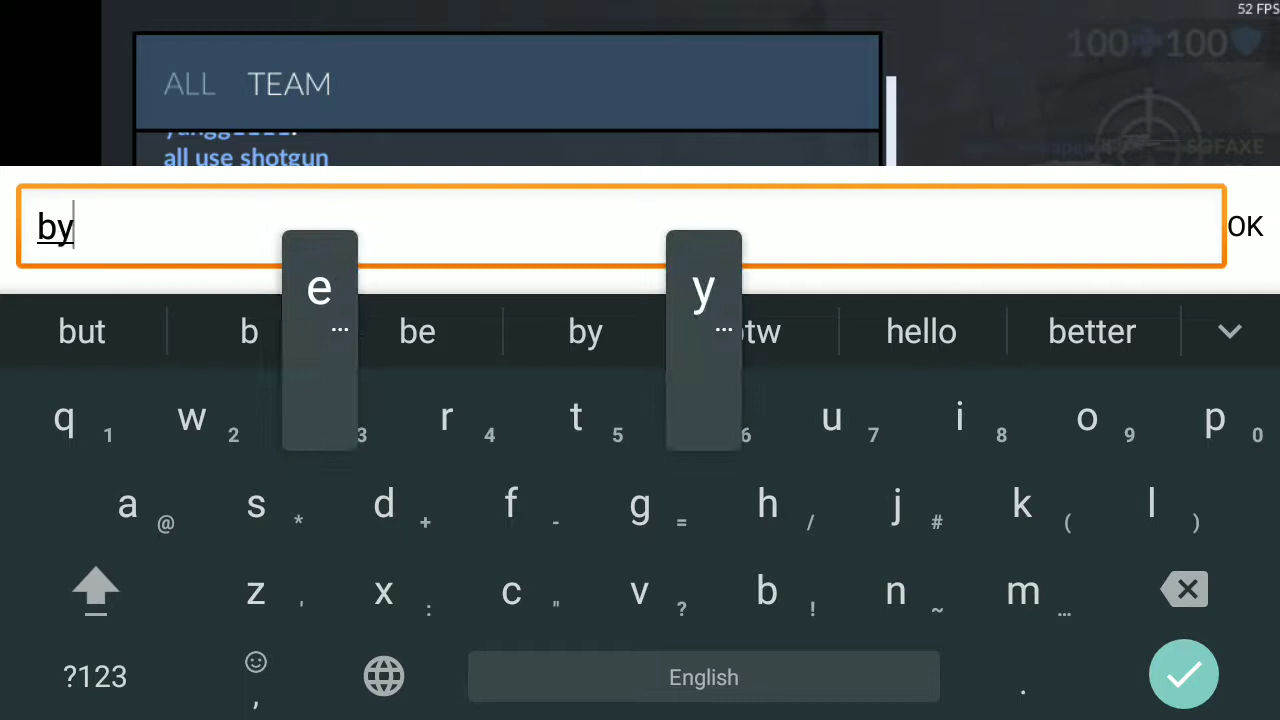 52 FPS
100 100
ALL TEAM
all use shotgun
SOFAXE
by
OK
e
...
y
...
but b be by tw hello better
q 1 w 2 3 r 4 t 5 6 u 7 i 8 o 9 p 0
a @ s * d + f - g = h / j # k ( l )
z ' x : c " v ? b ! n ~ m ...
?123 , English .